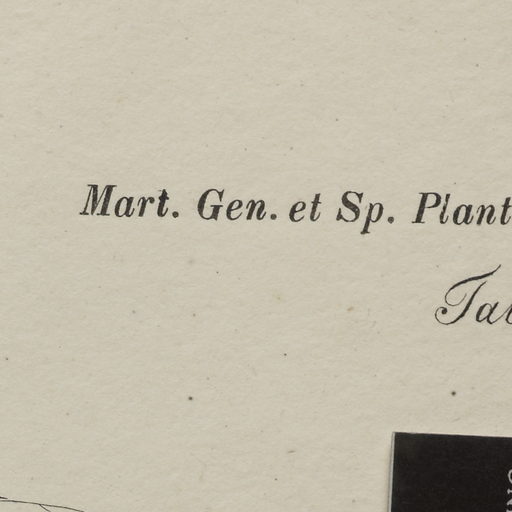 Mart. Gen. et Sp. Plant